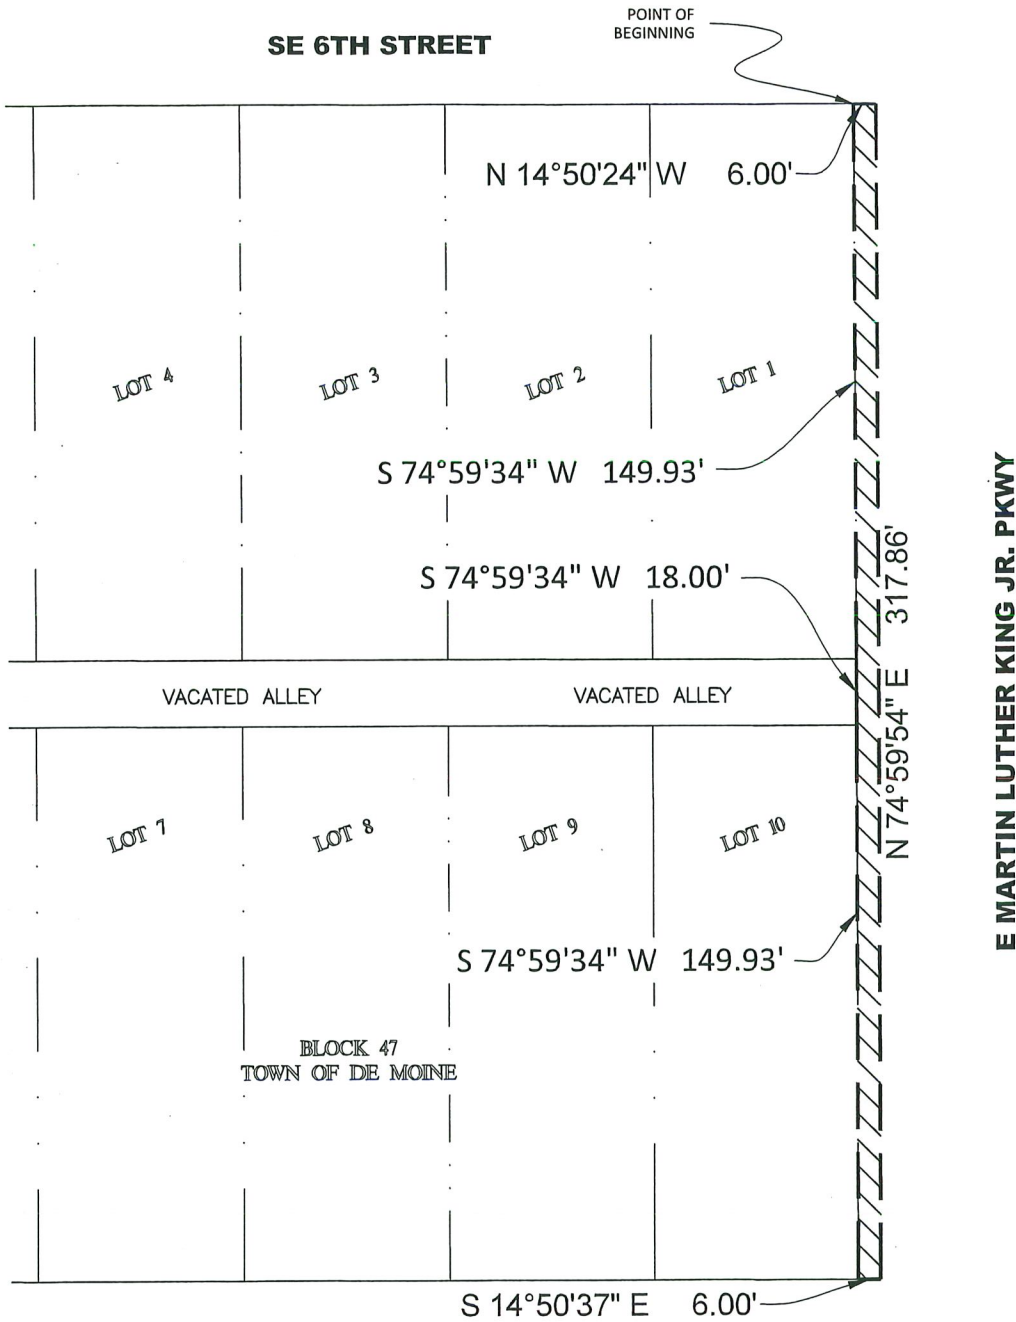 POINT OF
BEGINNING
SE 6TH STREET
N 14°50'24" W 6.00'
LOT 4
LOT 3
LOT 2
LOT 1
S 74°59'34" W 149.93'
S 74°59'34" W 18.00'
N 74°59'54" E 317.86'
E MARTIN LUTHER KING JR. PKWY
VACATED ALLEY
VACATED ALLEY
LOT 7
LOT 8
LOT 9
LOT 10
S 74°59'34" W 149.93'
BLOCK 47
TOWN OF DE MOINE
S 14°50'37" E 6.00'